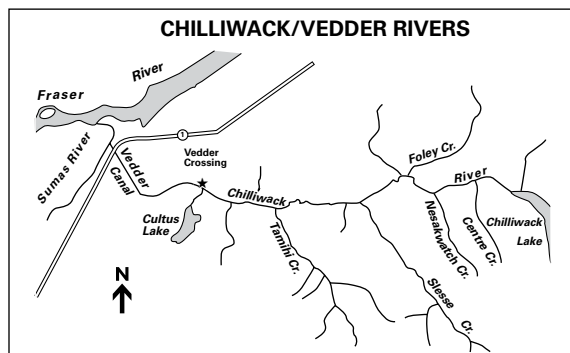 CHILLIWACK/VEDDER RIVERS
River
Fraser
1
Sumas River
Vedder
Canal
Vedder
Crossing
Cultus
Lake
Chilliwack
River
Foley Cr.
Tamihi Cr.
Nesakwatch Cr.
Centre Cr.
Chilliwack
Lake
Slesse
Cr.
N